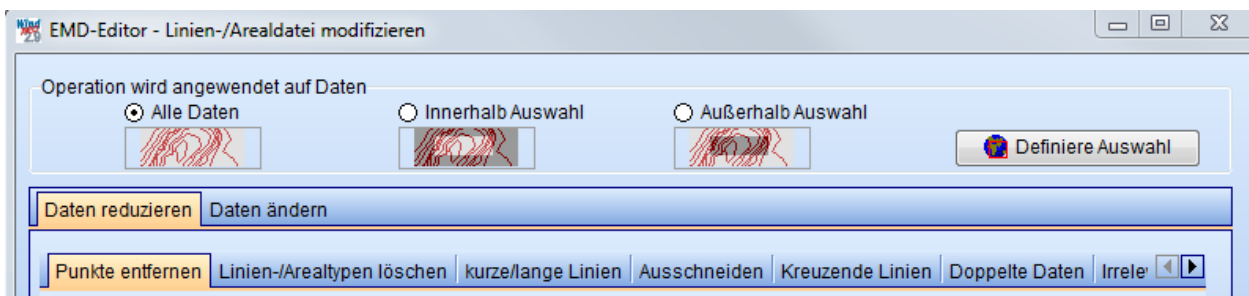 EMD-Editor - Linien-/Arealdatei modifizieren
Operation wird angewendet auf Daten
Alle Daten Innerhalb Auswahl Außerhalb Auswahl
Definiere Auswahl
Daten reduzieren Daten ändern
Punkte entfernen Linien-/Arealtypen löschen kurze/lange Linien Ausschneiden Kreuzende Linien Doppelte Daten